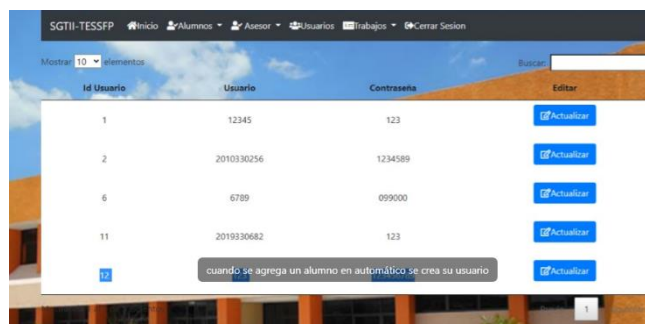 SGTII-TESSFP Inicio Alumnos Asesor Usuarios Trabajos Cerrar Sesion
Mostrar 10 elementos Buscar:
Id Usuario Usuario Contraseña Editar
1 12345 123 Actualizar
2 2010330256 1234589 Actualizar
6 6789 099000 Actualizar
11 2019330682 123 Actualizar
12 Actualizar
cuando se agrega un alumno en automático se crea su usuario
1